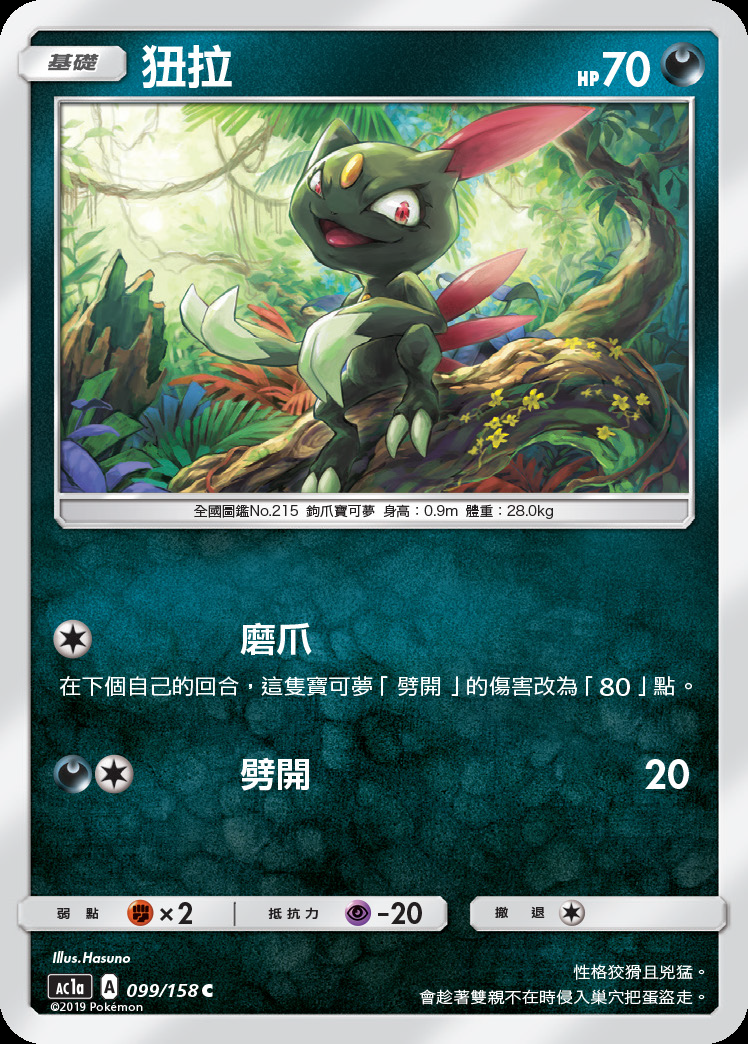 基礎 狃拉 HP70
全國圖鑑No.215 鉤爪寶可夢 身高：0.9m 體重：28.0kg
磨爪
在下個自己的回合，這隻寶可夢「劈開」的傷害改為「80」點。
劈開 20
弱點 ×2 抵抗力 -20 撤退
Illus.Hasuno
AC1a A 099/158 C
©2019 Pokémon
性格狡猾且兇猛。
會趁著雙親不在時侵入巢穴把蛋盜走。